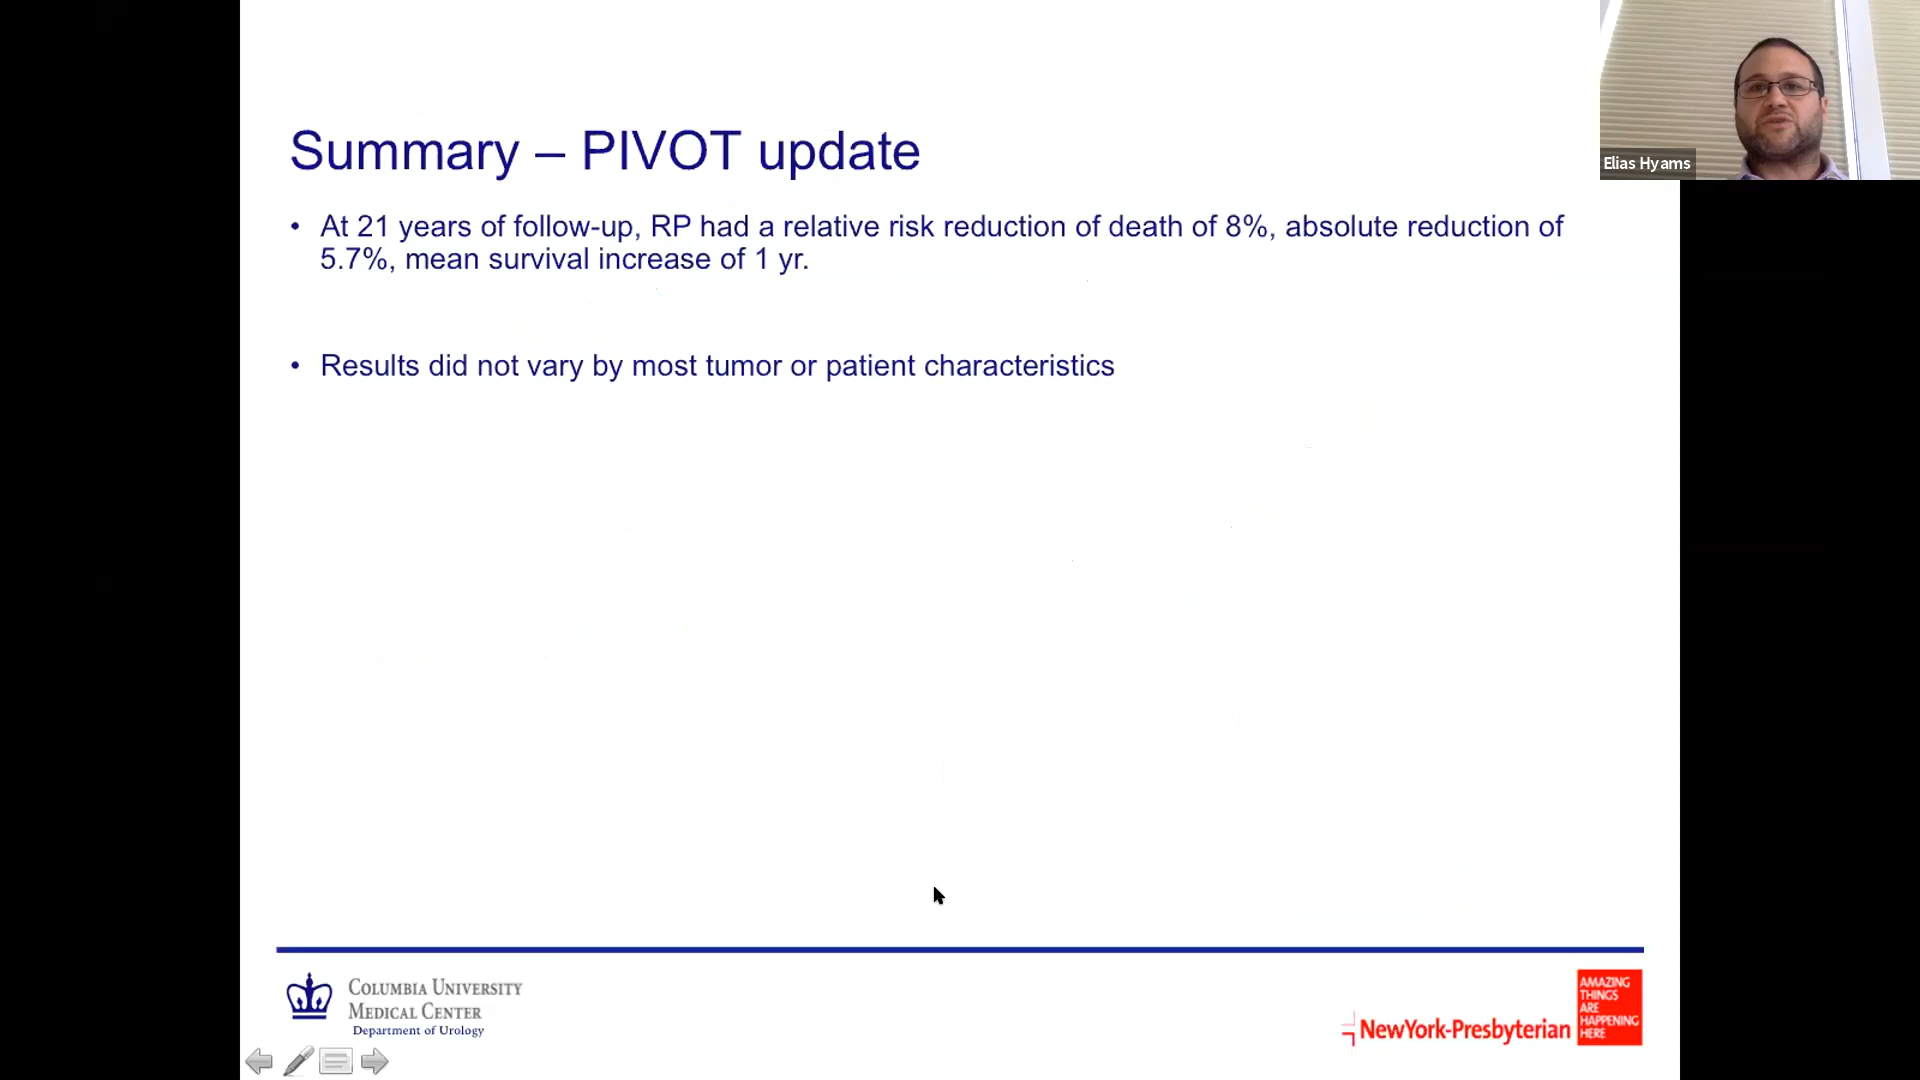 Summary – PIVOT update
Elias Hyams
• At 21 years of follow-up, RP had a relative risk reduction of death of 8%, absolute reduction of
5.7%, mean survival increase of 1 yr.
• Results did not vary by most tumor or patient characteristics
COLUMBIA UNIVERSITY
MEDICAL CENTER
Department of Urology
NewYork-Presbyterian
AMAZING
THINGS
ARE
HAPPENING
HERE